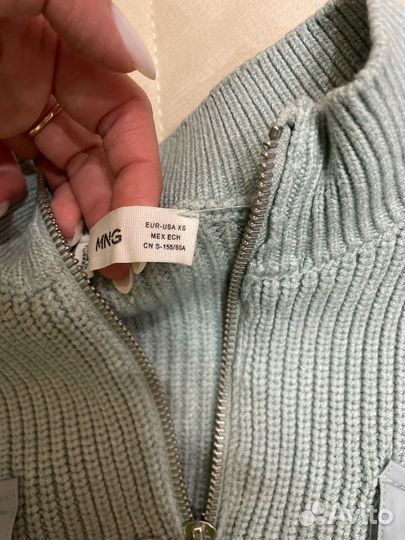 MNG
EUR-USA XS
MEX ECH
CN S-155/80A
Avito